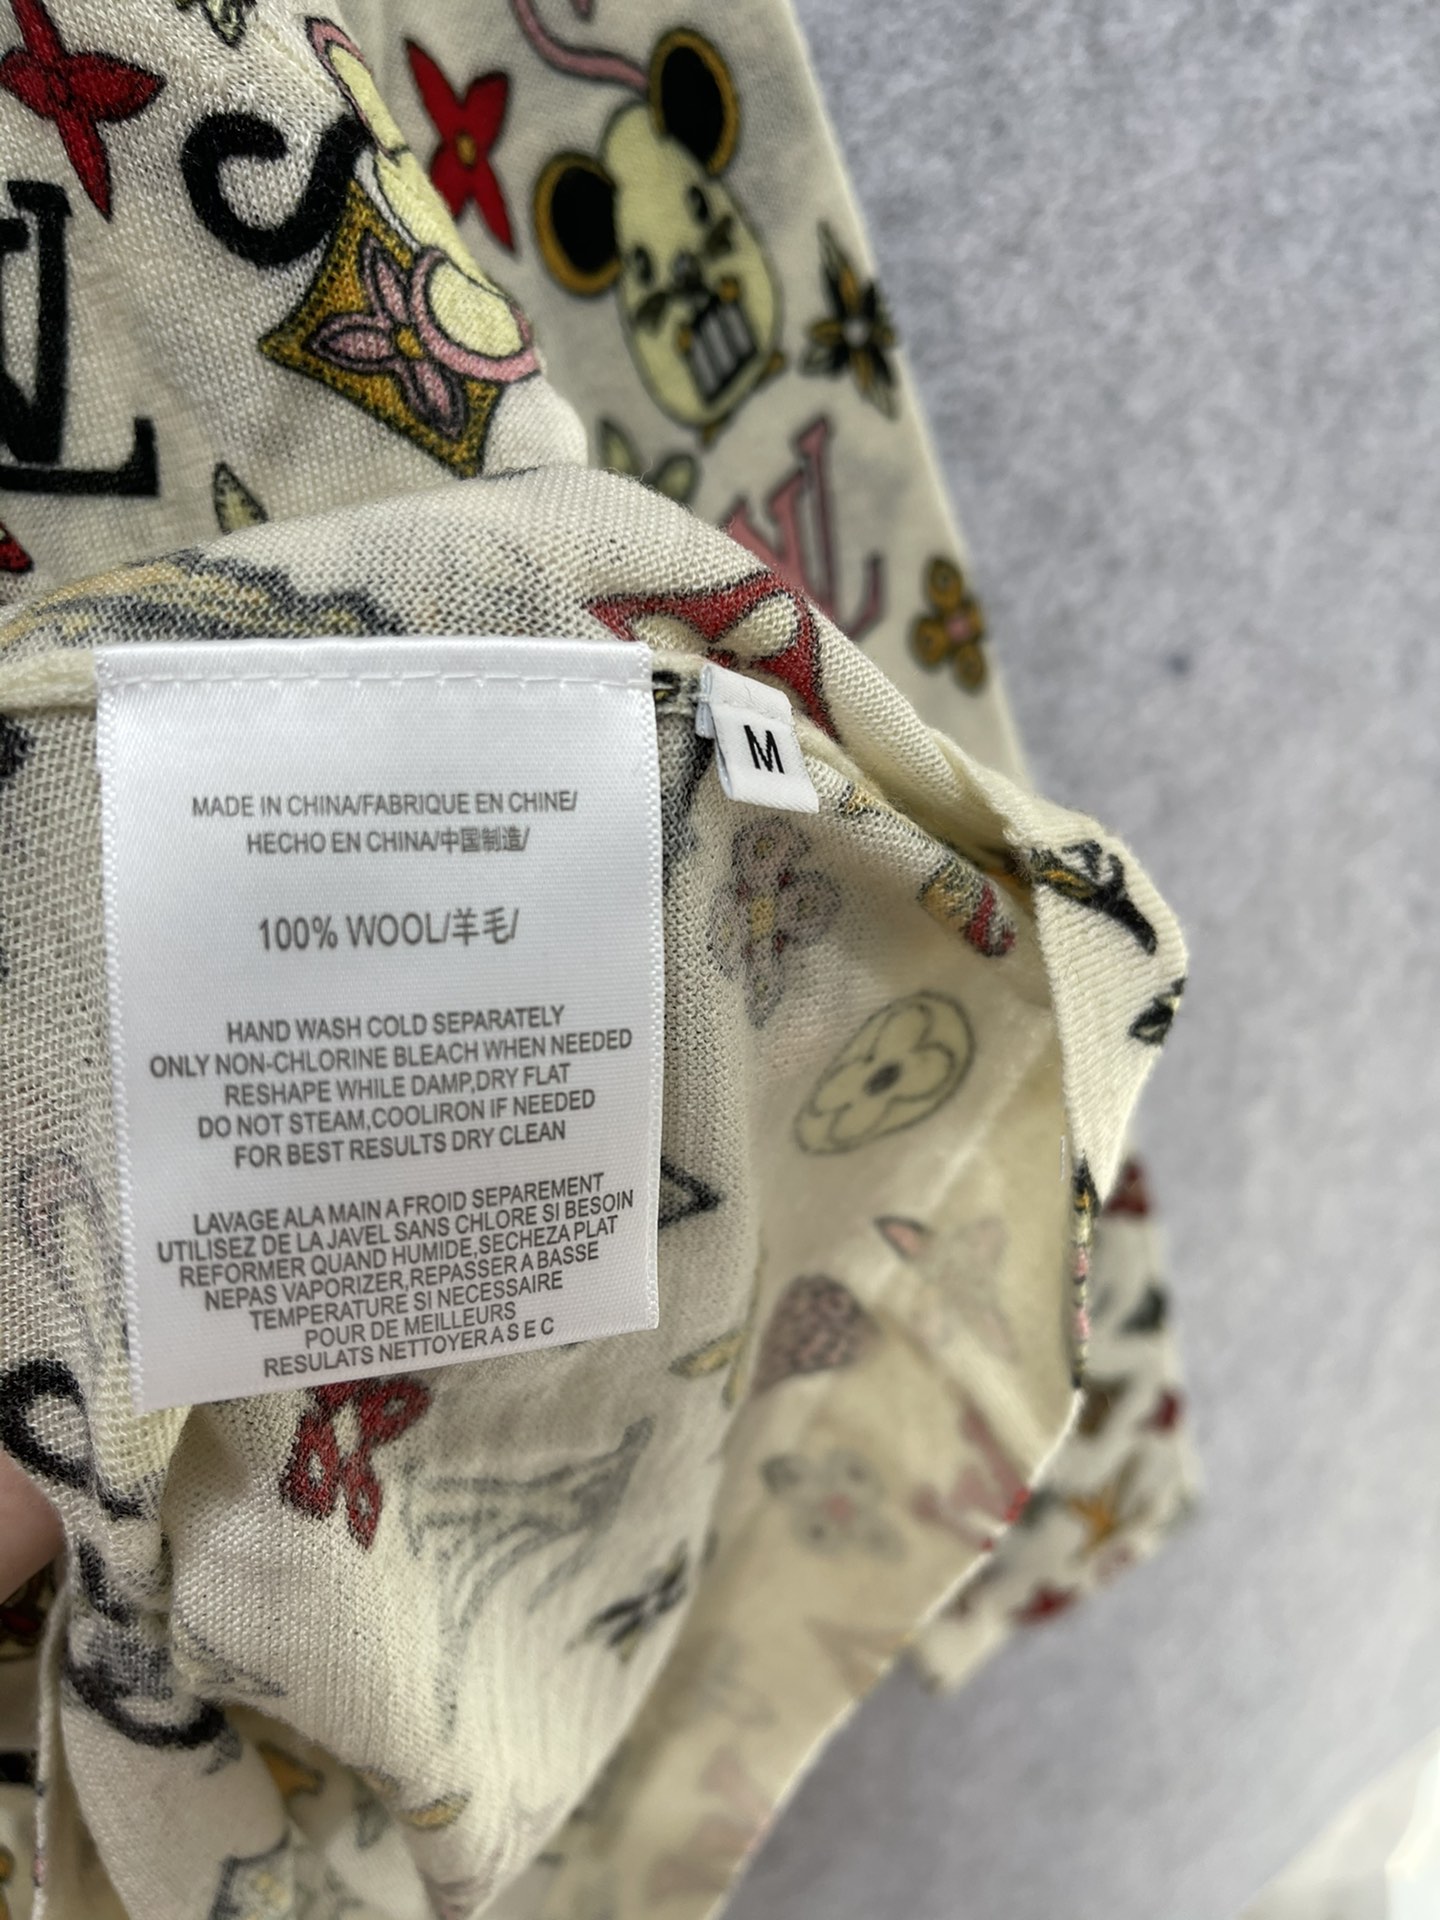 LV
LV
M
MADE IN CHINA/FABRIQUE EN CHINE/
HECHO EN CHINA/中国制造/
100% WOOL/羊毛/
HAND WASH COLD SEPARATELY
ONLY NON-CHLORINE BLEACH WHEN NEEDED
RESHAPE WHILE DAMP,DRY FLAT
DO NOT STEAM,COOLIRON IF NEEDED
FOR BEST RESULTS DRY CLEAN
LAVAGE ALA MAIN A FROID SEPAREMENT
UTILISEZ DE LA JAVEL SANS CHLORE SI BESOIN
REFORMER QUAND HUMIDE,SECHEZA PLAT
NEPAS VAPORIZER,REPASSER A BASSE
TEMPERATURE SI NECESSAIRE
POUR DE MEILLEURS
RESULATS NETTOYER A S E C